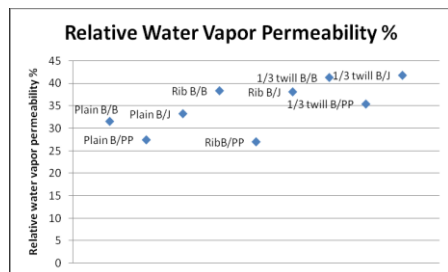 Relative Water Vapor Permeability %
Relative water vapor permeability %
45
40
35
30
25
20
15
10
5
0
Plain B/B
Plain B/PP
Plain B/J
Rib B/B
RibB/PP
Rib B/J
1/3 twill B/B
1/3 twill B/PP
1/3 twill B/J